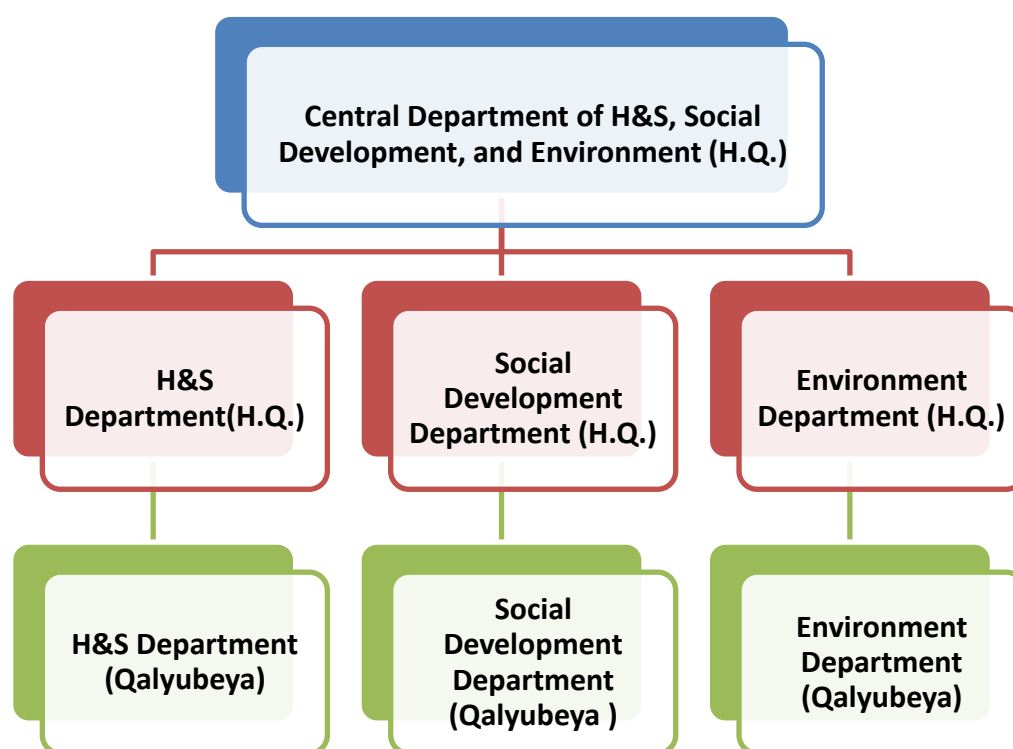 Central Department of H&S, Social
Development, and Environment (H.Q.)
H&S
Department(H.Q.)
Social
Development
Department (H.Q.)
Environment
Department (H.Q.)
H&S Department
(Qalyubeya)
Social
Development
Department
(Qalyubeya )
Environment
Department
(Qalyubeya)